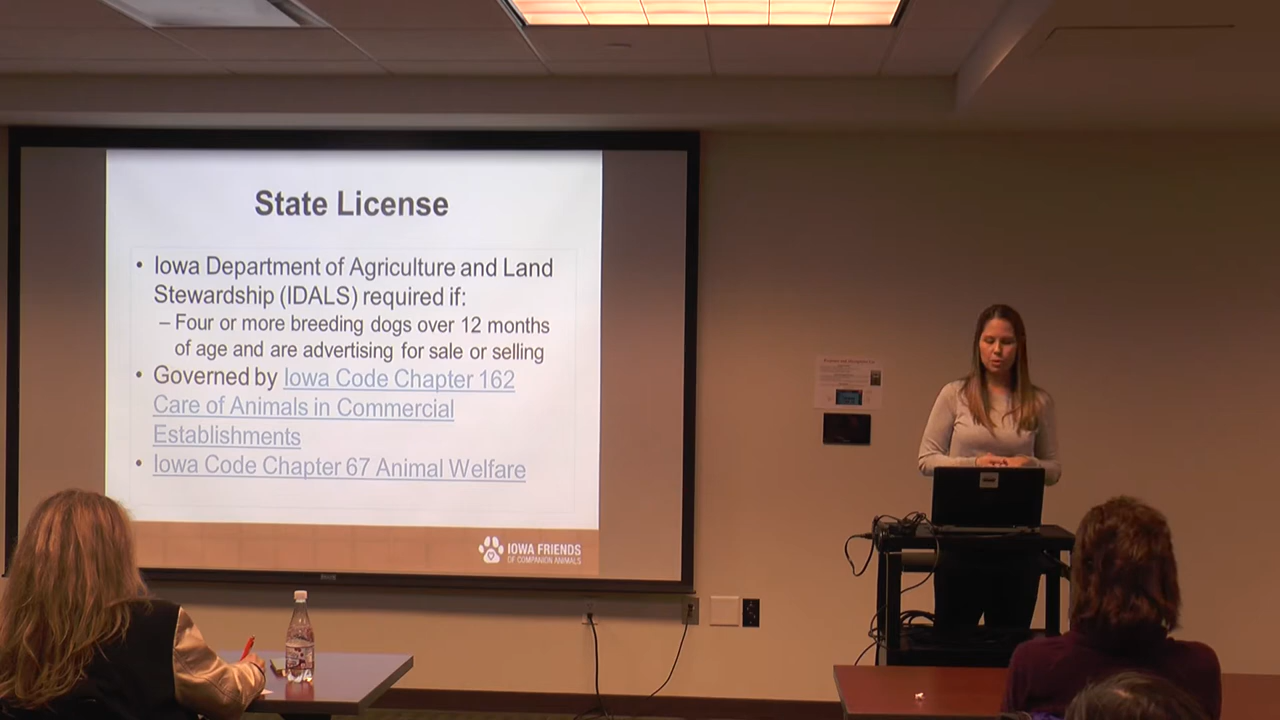 State License
• Iowa Department of Agriculture and Land
Stewardship (IDALS) required if:
– Four or more breeding dogs over 12 months
of age and are advertising for sale or selling
• Governed by Iowa Code Chapter 162
Care of Animals in Commercial
Establishments
• Iowa Code Chapter 67 Animal Welfare
IOWA FRIENDS
OF COMPANION ANIMALS